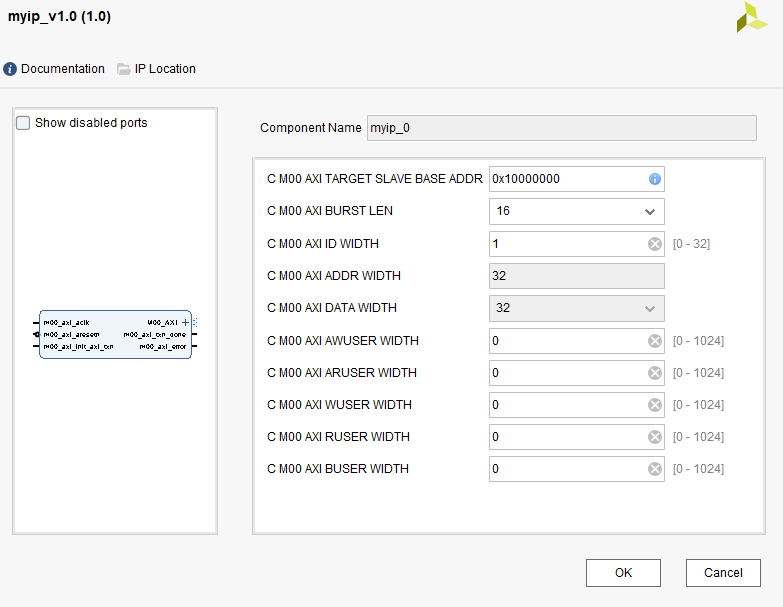 myip_v1.0 (1.0)
Documentation IP Location
Show disabled ports
m00_axi_aclk M00_AXI
m00_axi_aresetn m00_axi_txn_done
m00_axi_init_axi_txn m00_axi_error
Component Name myip_0
C M00 AXI TARGET SLAVE BASE ADDR 0x10000000
C M00 AXI BURST LEN 16
C M00 AXI ID WIDTH 1 [0 - 32]
C M00 AXI ADDR WIDTH 32
C M00 AXI DATA WIDTH 32
C M00 AXI AWUSER WIDTH 0 [0 - 1024]
C M00 AXI ARUSER WIDTH 0 [0 - 1024]
C M00 AXI WUSER WIDTH 0 [0 - 1024]
C M00 AXI RUSER WIDTH 0 [0 - 1024]
C M00 AXI BUSER WIDTH 0 [0 - 1024]
OK Cancel